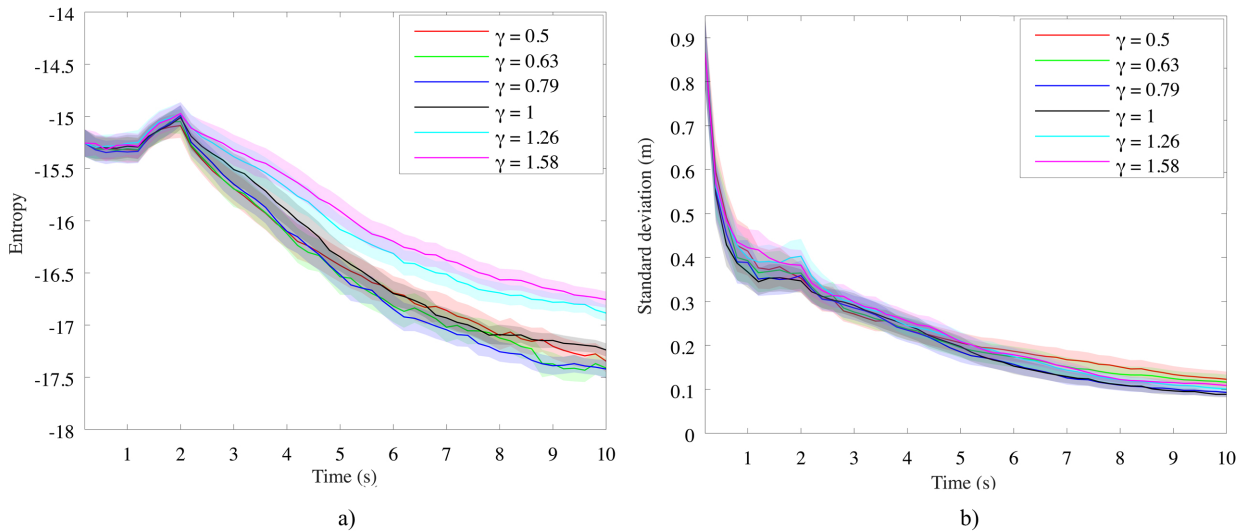 -14
-14.5
-15
-15.5
-16
-16.5
-17
-17.5
-18
Entropy
1 2 3 4 5 6 7 8 9 10
Time (s)
γ = 0.5
γ = 0.63
γ = 0.79
γ = 1
γ = 1.26
γ = 1.58
a)
0.9
0.8
0.7
0.6
0.5
0.4
0.3
0.2
0.1
0
Standard deviation (m)
1 2 3 4 5 6 7 8 9 10
Time (s)
γ = 0.5
γ = 0.63
γ = 0.79
γ = 1
γ = 1.26
γ = 1.58
b)